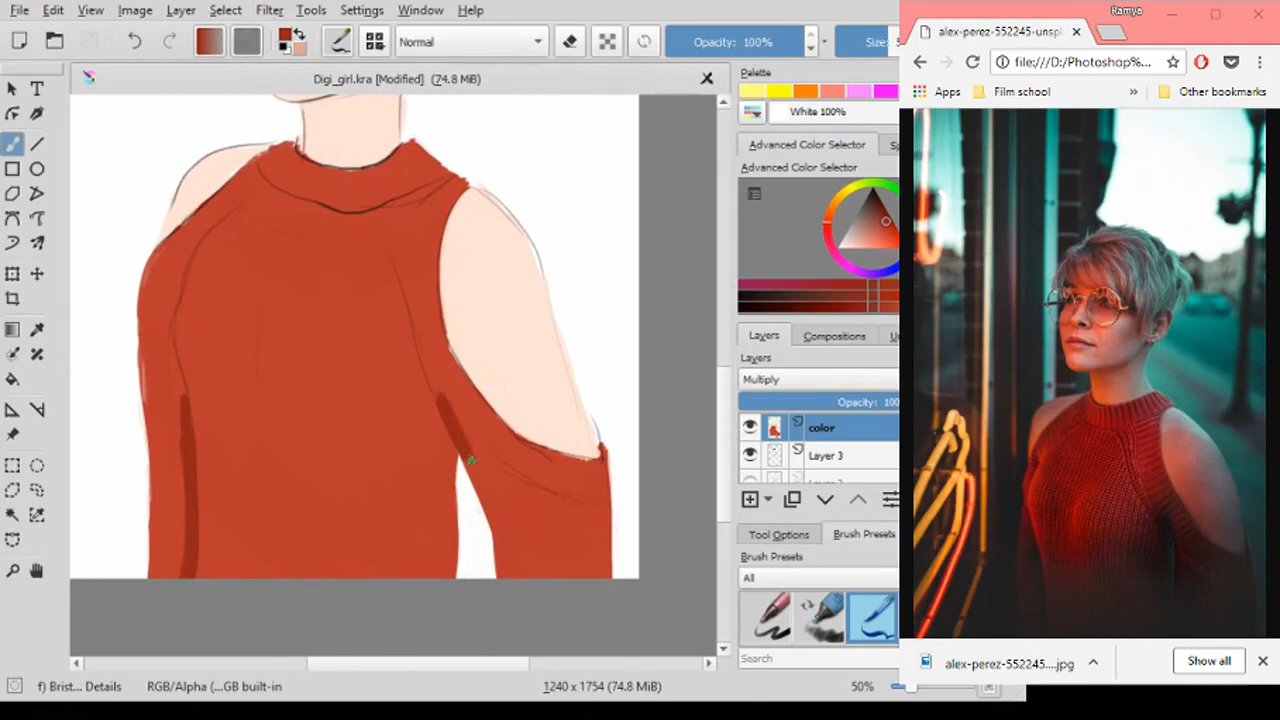 File Edit View Image Layer Select Filter Tools Settings Window Help
Normal
Opacity: 100%
Size:
Digi_girl.kra [Modified] (74.8 MiB)
Palette
White 100%
Advanced Color Selector
Advanced Color Selector
Layers Compositions
Layers
Multiply
Opacity: 100
color
Layer 3
Tool Options Brush Presets
Brush Presets
All
Search
f) Brist... Details RGB/Alpha (...GB built-in 1240 x 1754 (74.8 MiB) 50%
Ramya
alex-perez-552245-unspl
file:///D:/Photoshop%...
Apps Film school » Other bookmarks
alex-perez-552245....jpg Show all